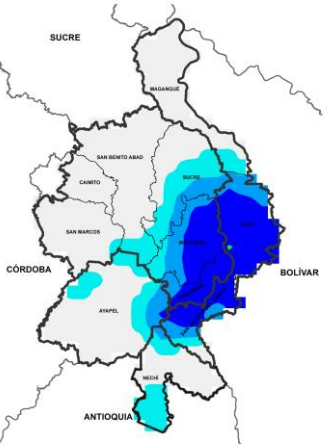 SUCRE
MAGANGUÉ
SAN BENITO ABAD
CAIMITO
SUCRE
SAN MARCOS
CÓRDOBA
BOLÍVAR
AYAPEL
NECHÍ
ANTIOQUIA